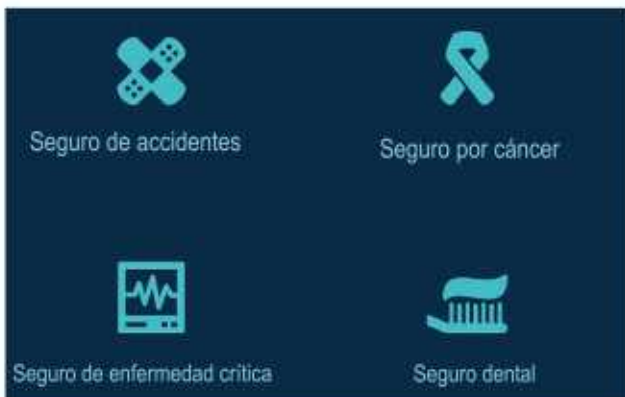 Seguro de accidentes
Seguro por cáncer
Seguro de enfermedad crítica
Seguro dental